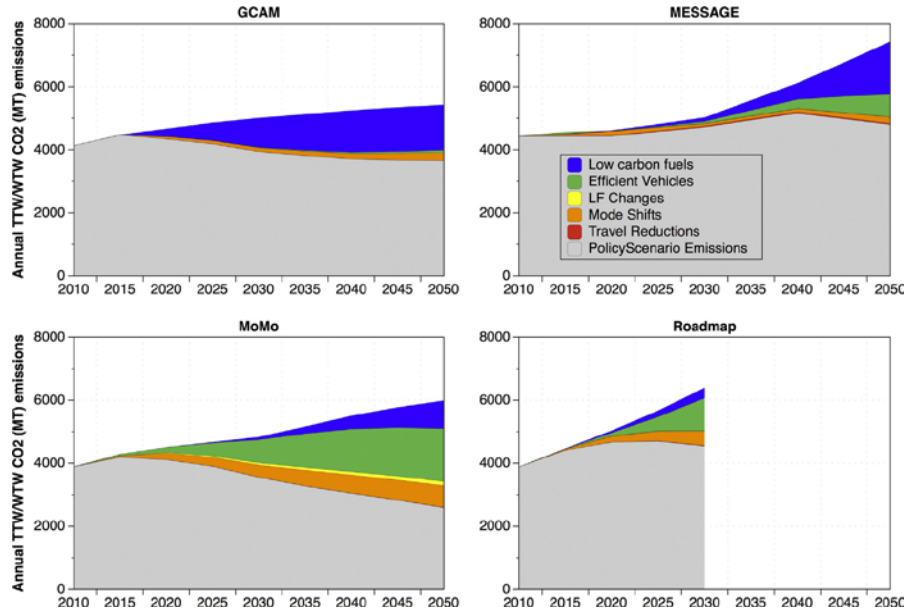 GCAM
MESSAGE
Annual TTW/WTW CO2 (MT) emissions
8000
6000
4000
2000
0
2010 2015 2020 2025 2030 2035 2040 2045 2050
8000
6000
4000
2000
0
Low carbon fuels
Efficient Vehicles
LF Changes
Mode Shifts
Travel Reductions
PolicyScenario Emissions
2010 2015 2020 2025 2030 2035 2040 2045 2050
MoMo
Roadmap
Annual TTW/WTW CO2 (MT) emissions
8000
6000
4000
2000
0
2010 2015 2020 2025 2030 2035 2040 2045 2050
8000
6000
4000
2000
0
2010 2015 2020 2025 2030 2035 2040 2045 2050